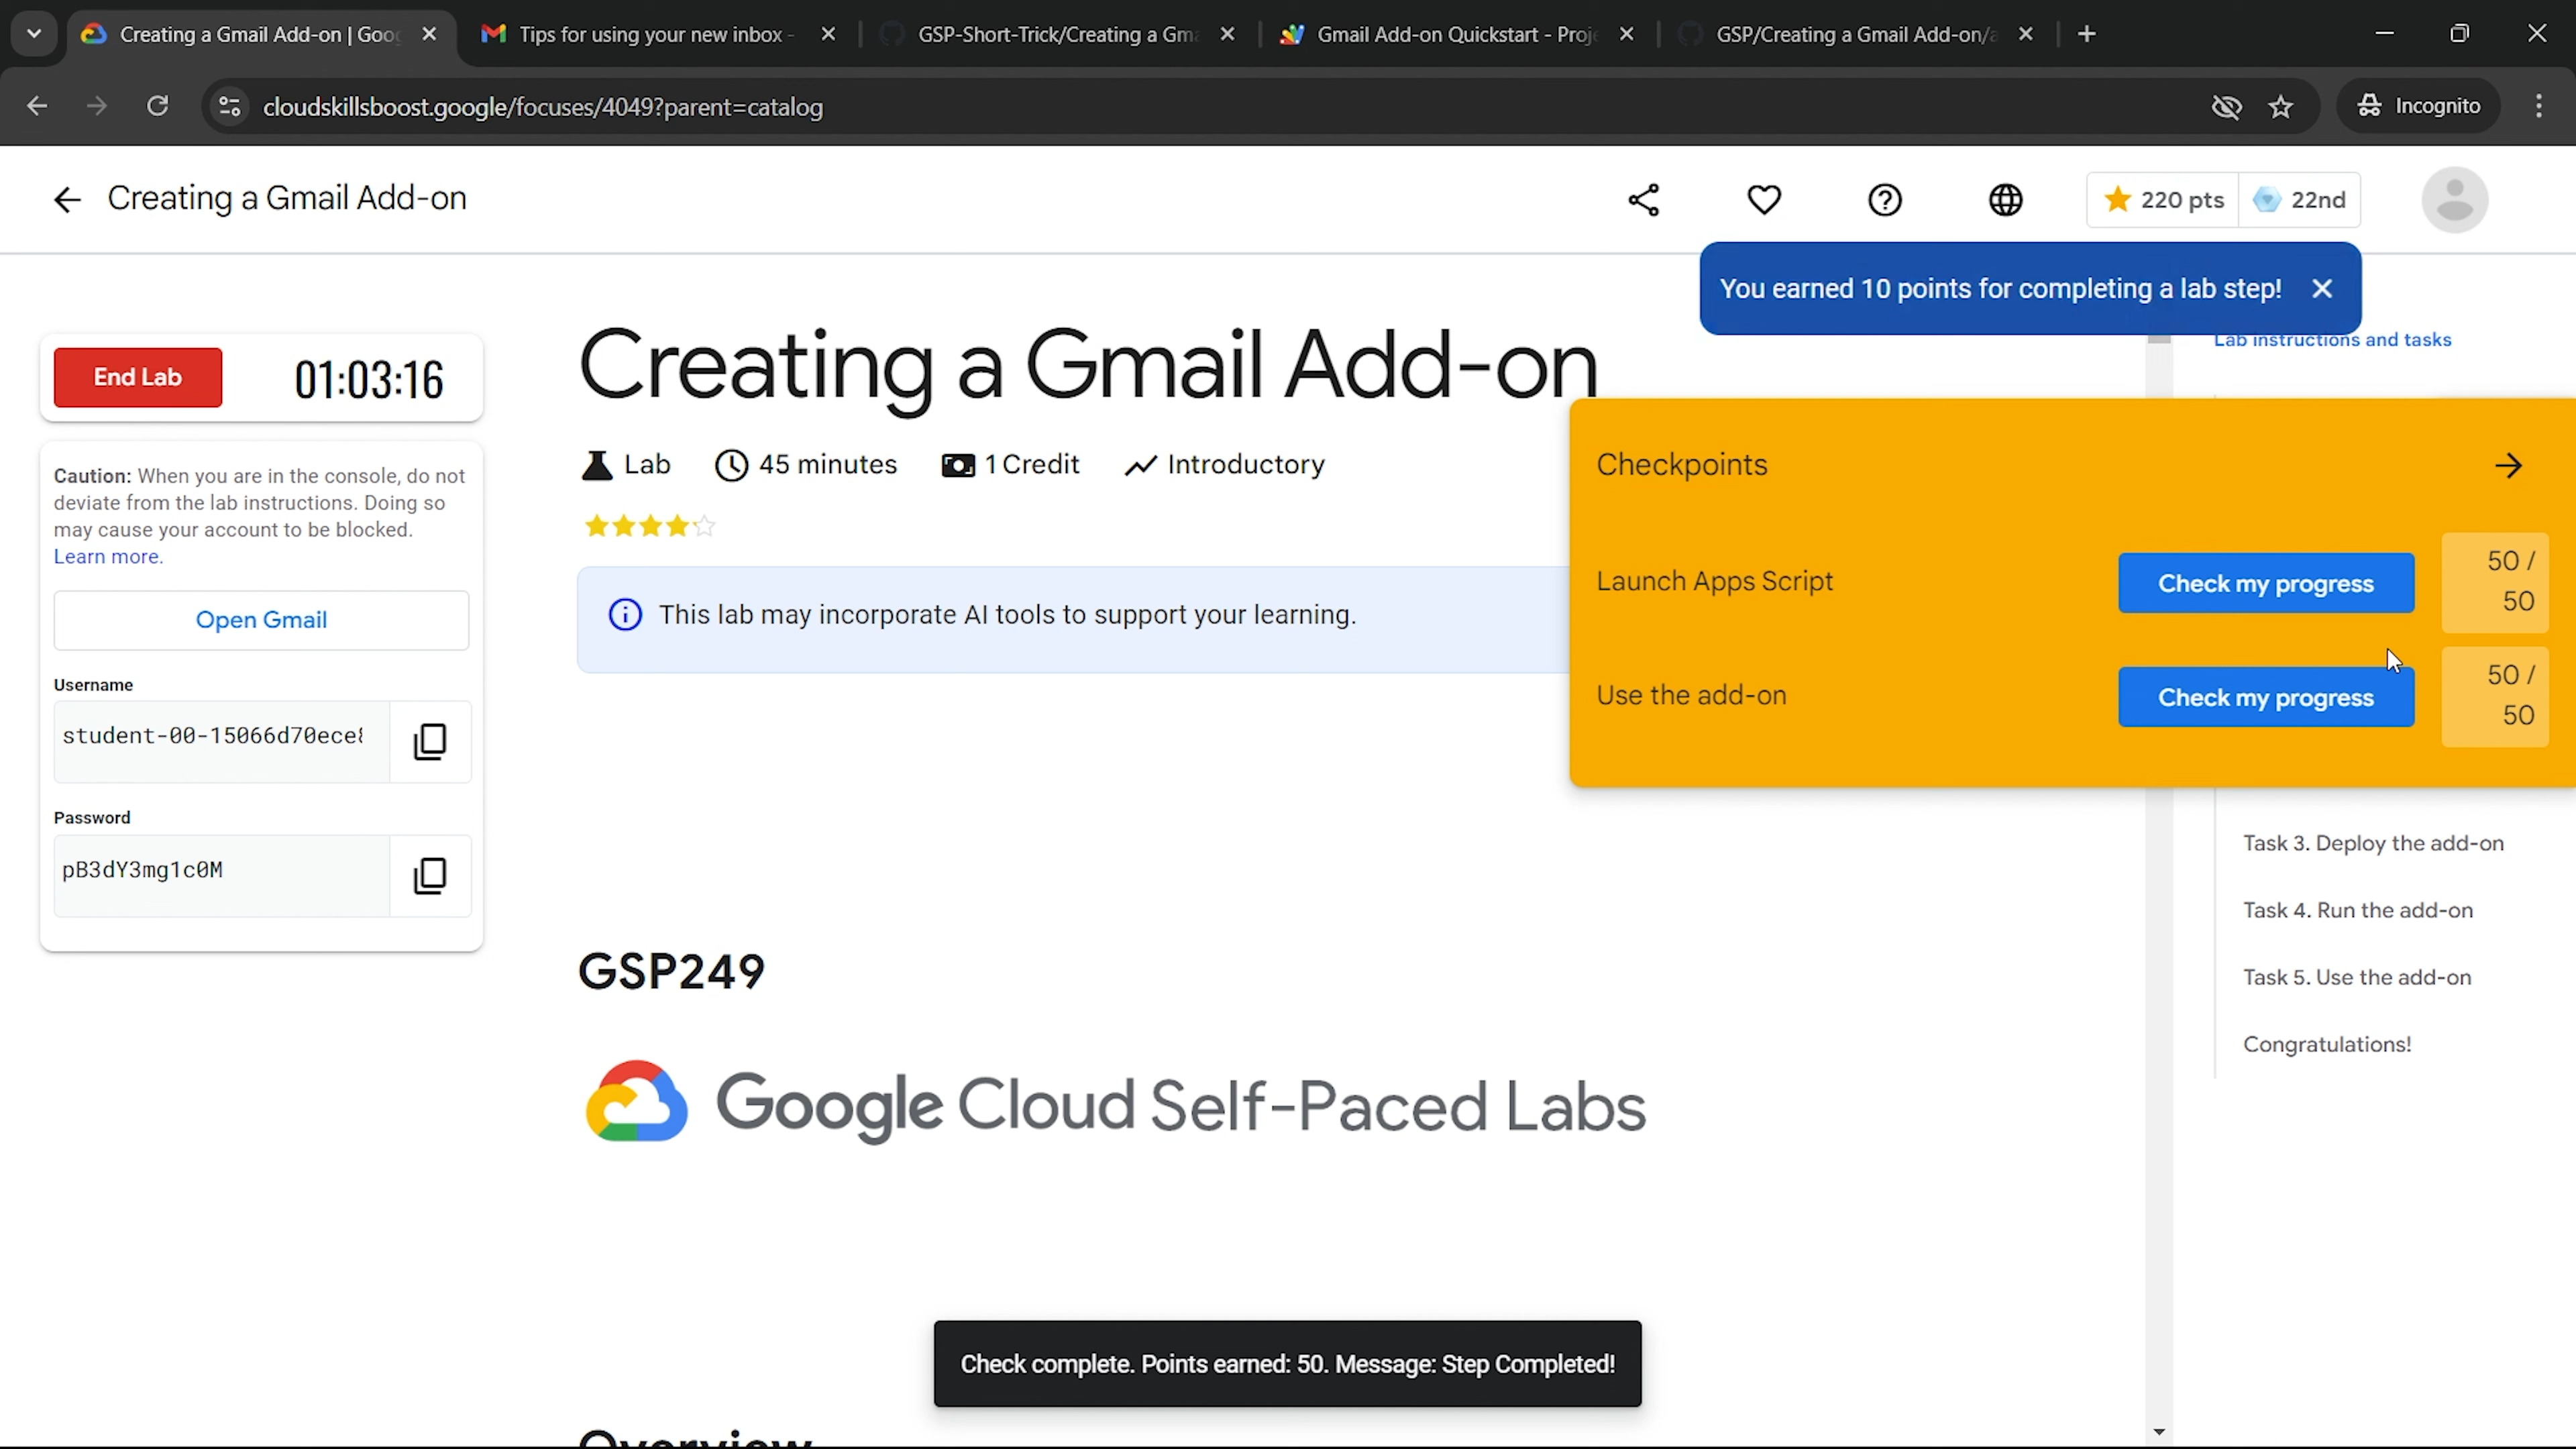 Creating a Gmail Add-on | Goo
Tips for using your new inbox -
GSP-Short-Trick/Creating a Gm
Gmail Add-on Quickstart - Proj
GSP/Creating a Gmail Add-on/
cloudskillsboost.google/focuses/4049?parent=catalog
Incognito
Creating a Gmail Add-on
220 pts
22nd
You earned 10 points for completing a lab step!
Lab instructions and tasks
End Lab
01:03:16
Creating a Gmail Add-on
Lab
45 minutes
1 Credit
Introductory
Caution: When you are in the console, do not
deviate from the lab instructions. Doing so
may cause your account to be blocked.
Learn more.
Open Gmail
Username
student-00-15066d70ece
Password
pB3dY3mg1c0M
This lab may incorporate AI tools to support your learning.
Checkpoints
Launch Apps Script
Check my progress
50 /
50
Use the add-on
Check my progress
50 /
50
Task 3. Deploy the add-on
Task 4. Run the add-on
Task 5. Use the add-on
Congratulations!
GSP249
Google Cloud Self-Paced Labs
Check complete. Points earned: 50. Message: Step Completed!
Overview